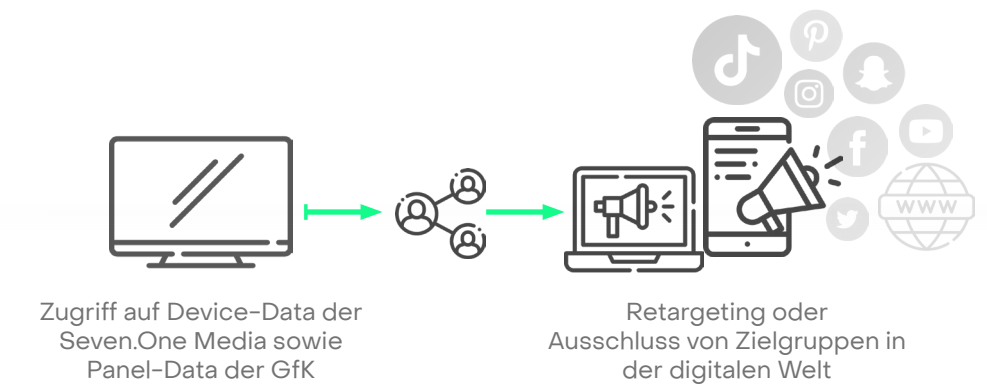 WWW
Zugriff auf Device-Data der
Seven.One Media sowie
Panel-Data der GfK
Retargeting oder
Ausschluss von Zielgruppen in
der digitalen Welt